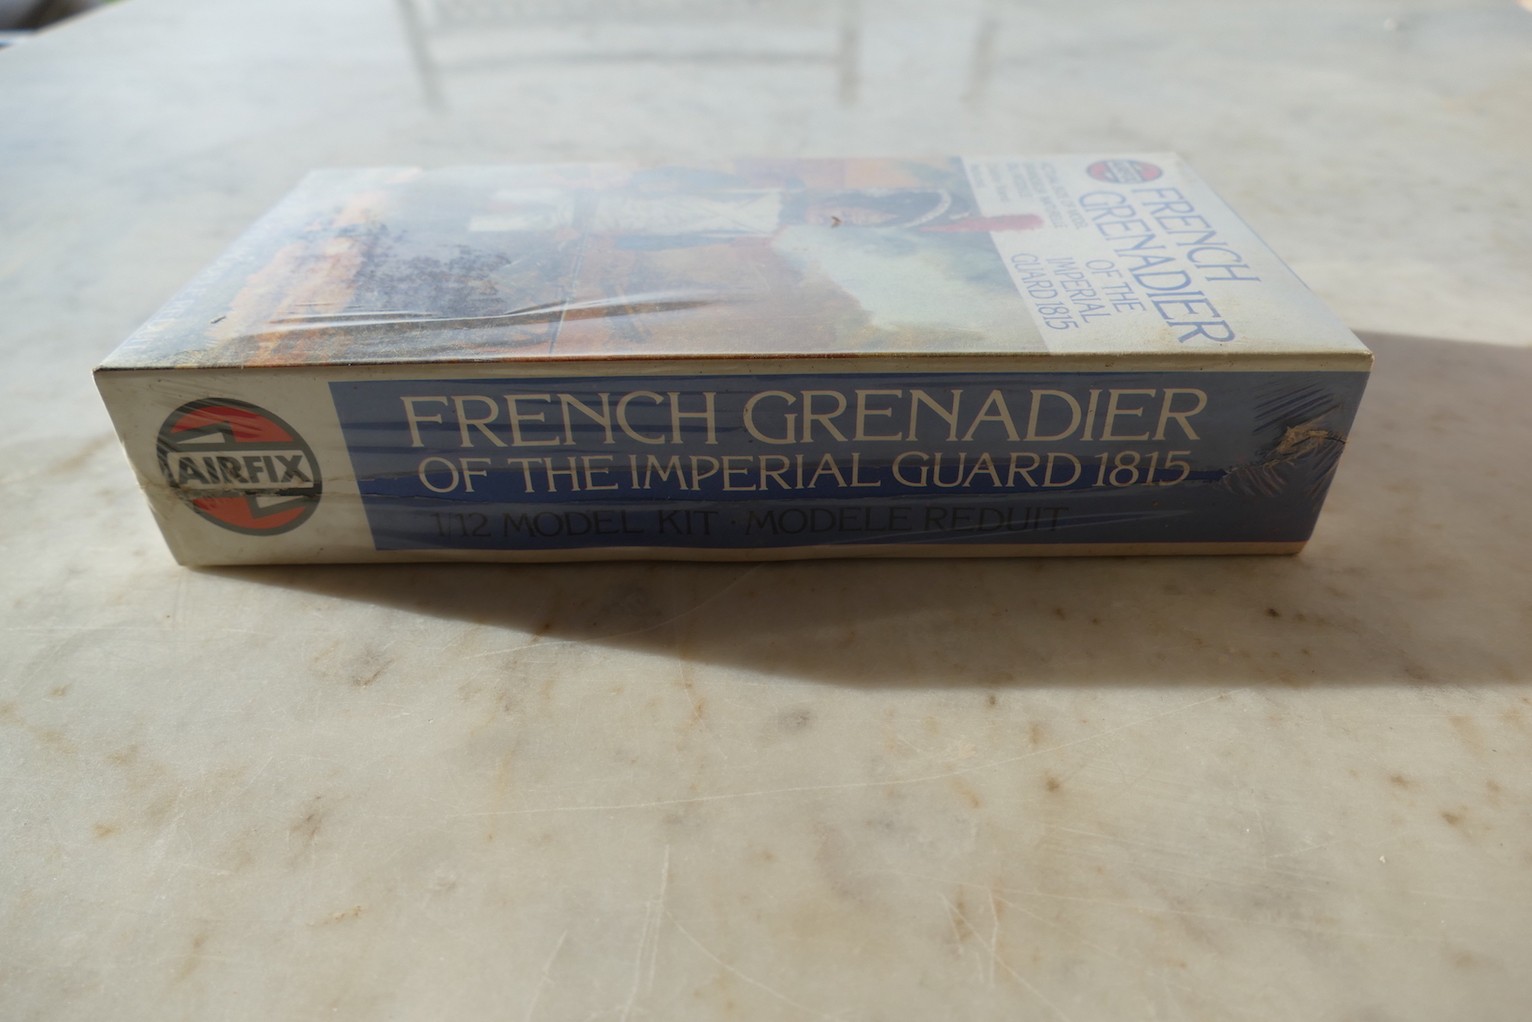 FRENCH
GRENADIER
OF THE
IMPERIAL
GUARD 1815
AIRFIX
FRENCH GRENADIER
OF THE IMPERIAL GUARD 1815
1:12 MODEL KIT · MODELE REDUIT